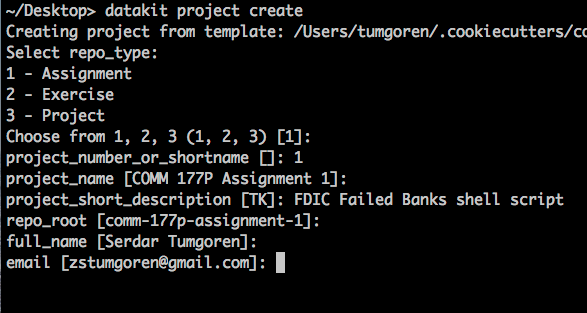 ~/Desktop> datakit project create
Creating project from template: /Users/tumgoren/.cookiecutters/co
Select repo_type:
1 - Assignment
2 - Exercise
3 - Project
Choose from 1, 2, 3 (1, 2, 3) [1]:
project_number_or_shortname []: 1
project_name [COMM 177P Assignment 1]:
project_short_description [TK]: FDIC Failed Banks shell script
repo_root [comm-177p-assignment-1]:
full_name [Serdar Tumgoren]:
email [zstumgoren@gmail.com]: